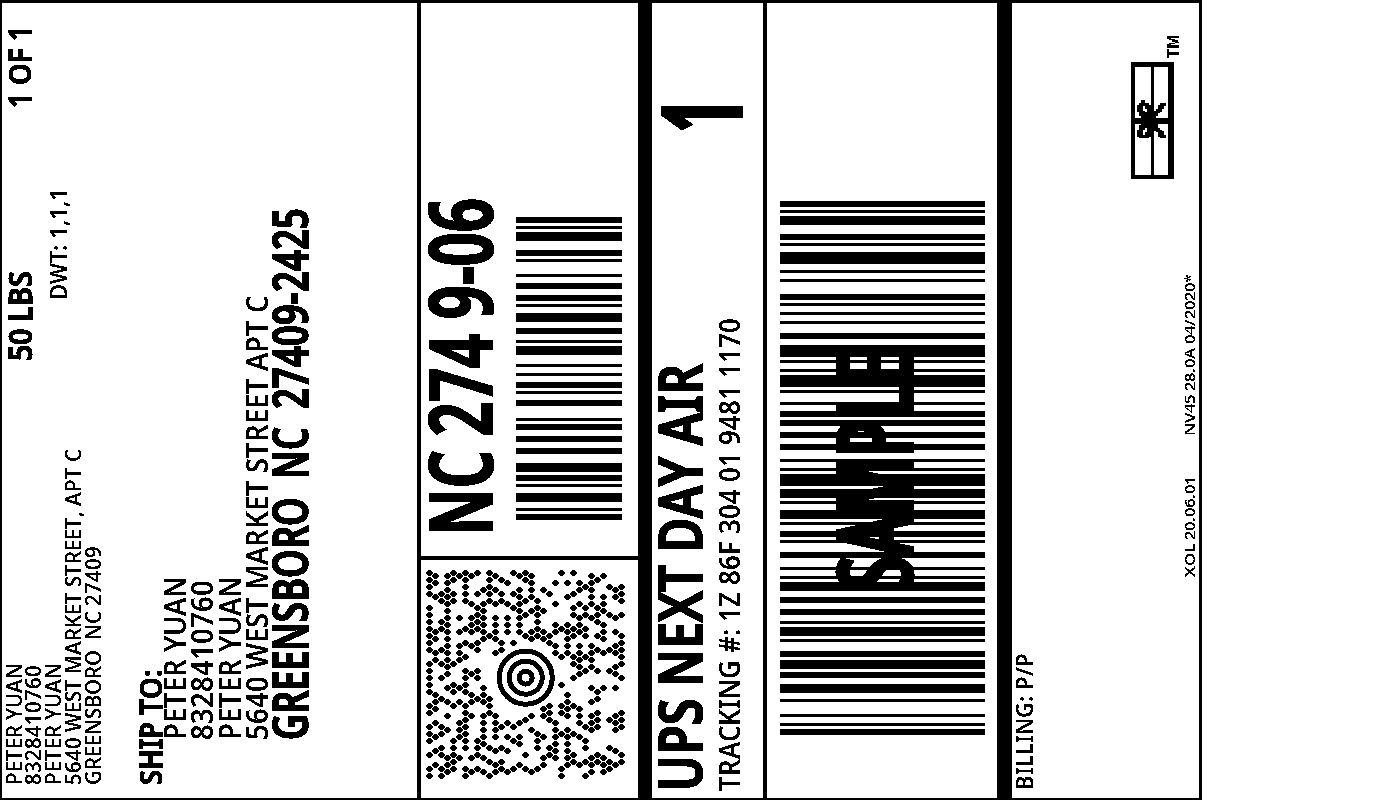 PETER YUAN
8328410760
PETER YUAN
5640 WEST MARKET STREET, APT C
GREENSBORO NC 27409
50 LBS
1 OF 1
DWT: 1,1,1
SHIP TO:
PETER YUAN
8328410760
PETER YUAN
5640 WEST MARKET STREET APT C
GREENSBORO NC 27409-2425
NC 274 9-06
UPS NEXT DAY AIR
1
TRACKING #: 1Z 86F 304 01 9481 1170
SAMPLE
BILLING: P/P
XOL 20.06.01
NV45 28.0A 04/2020*
TM